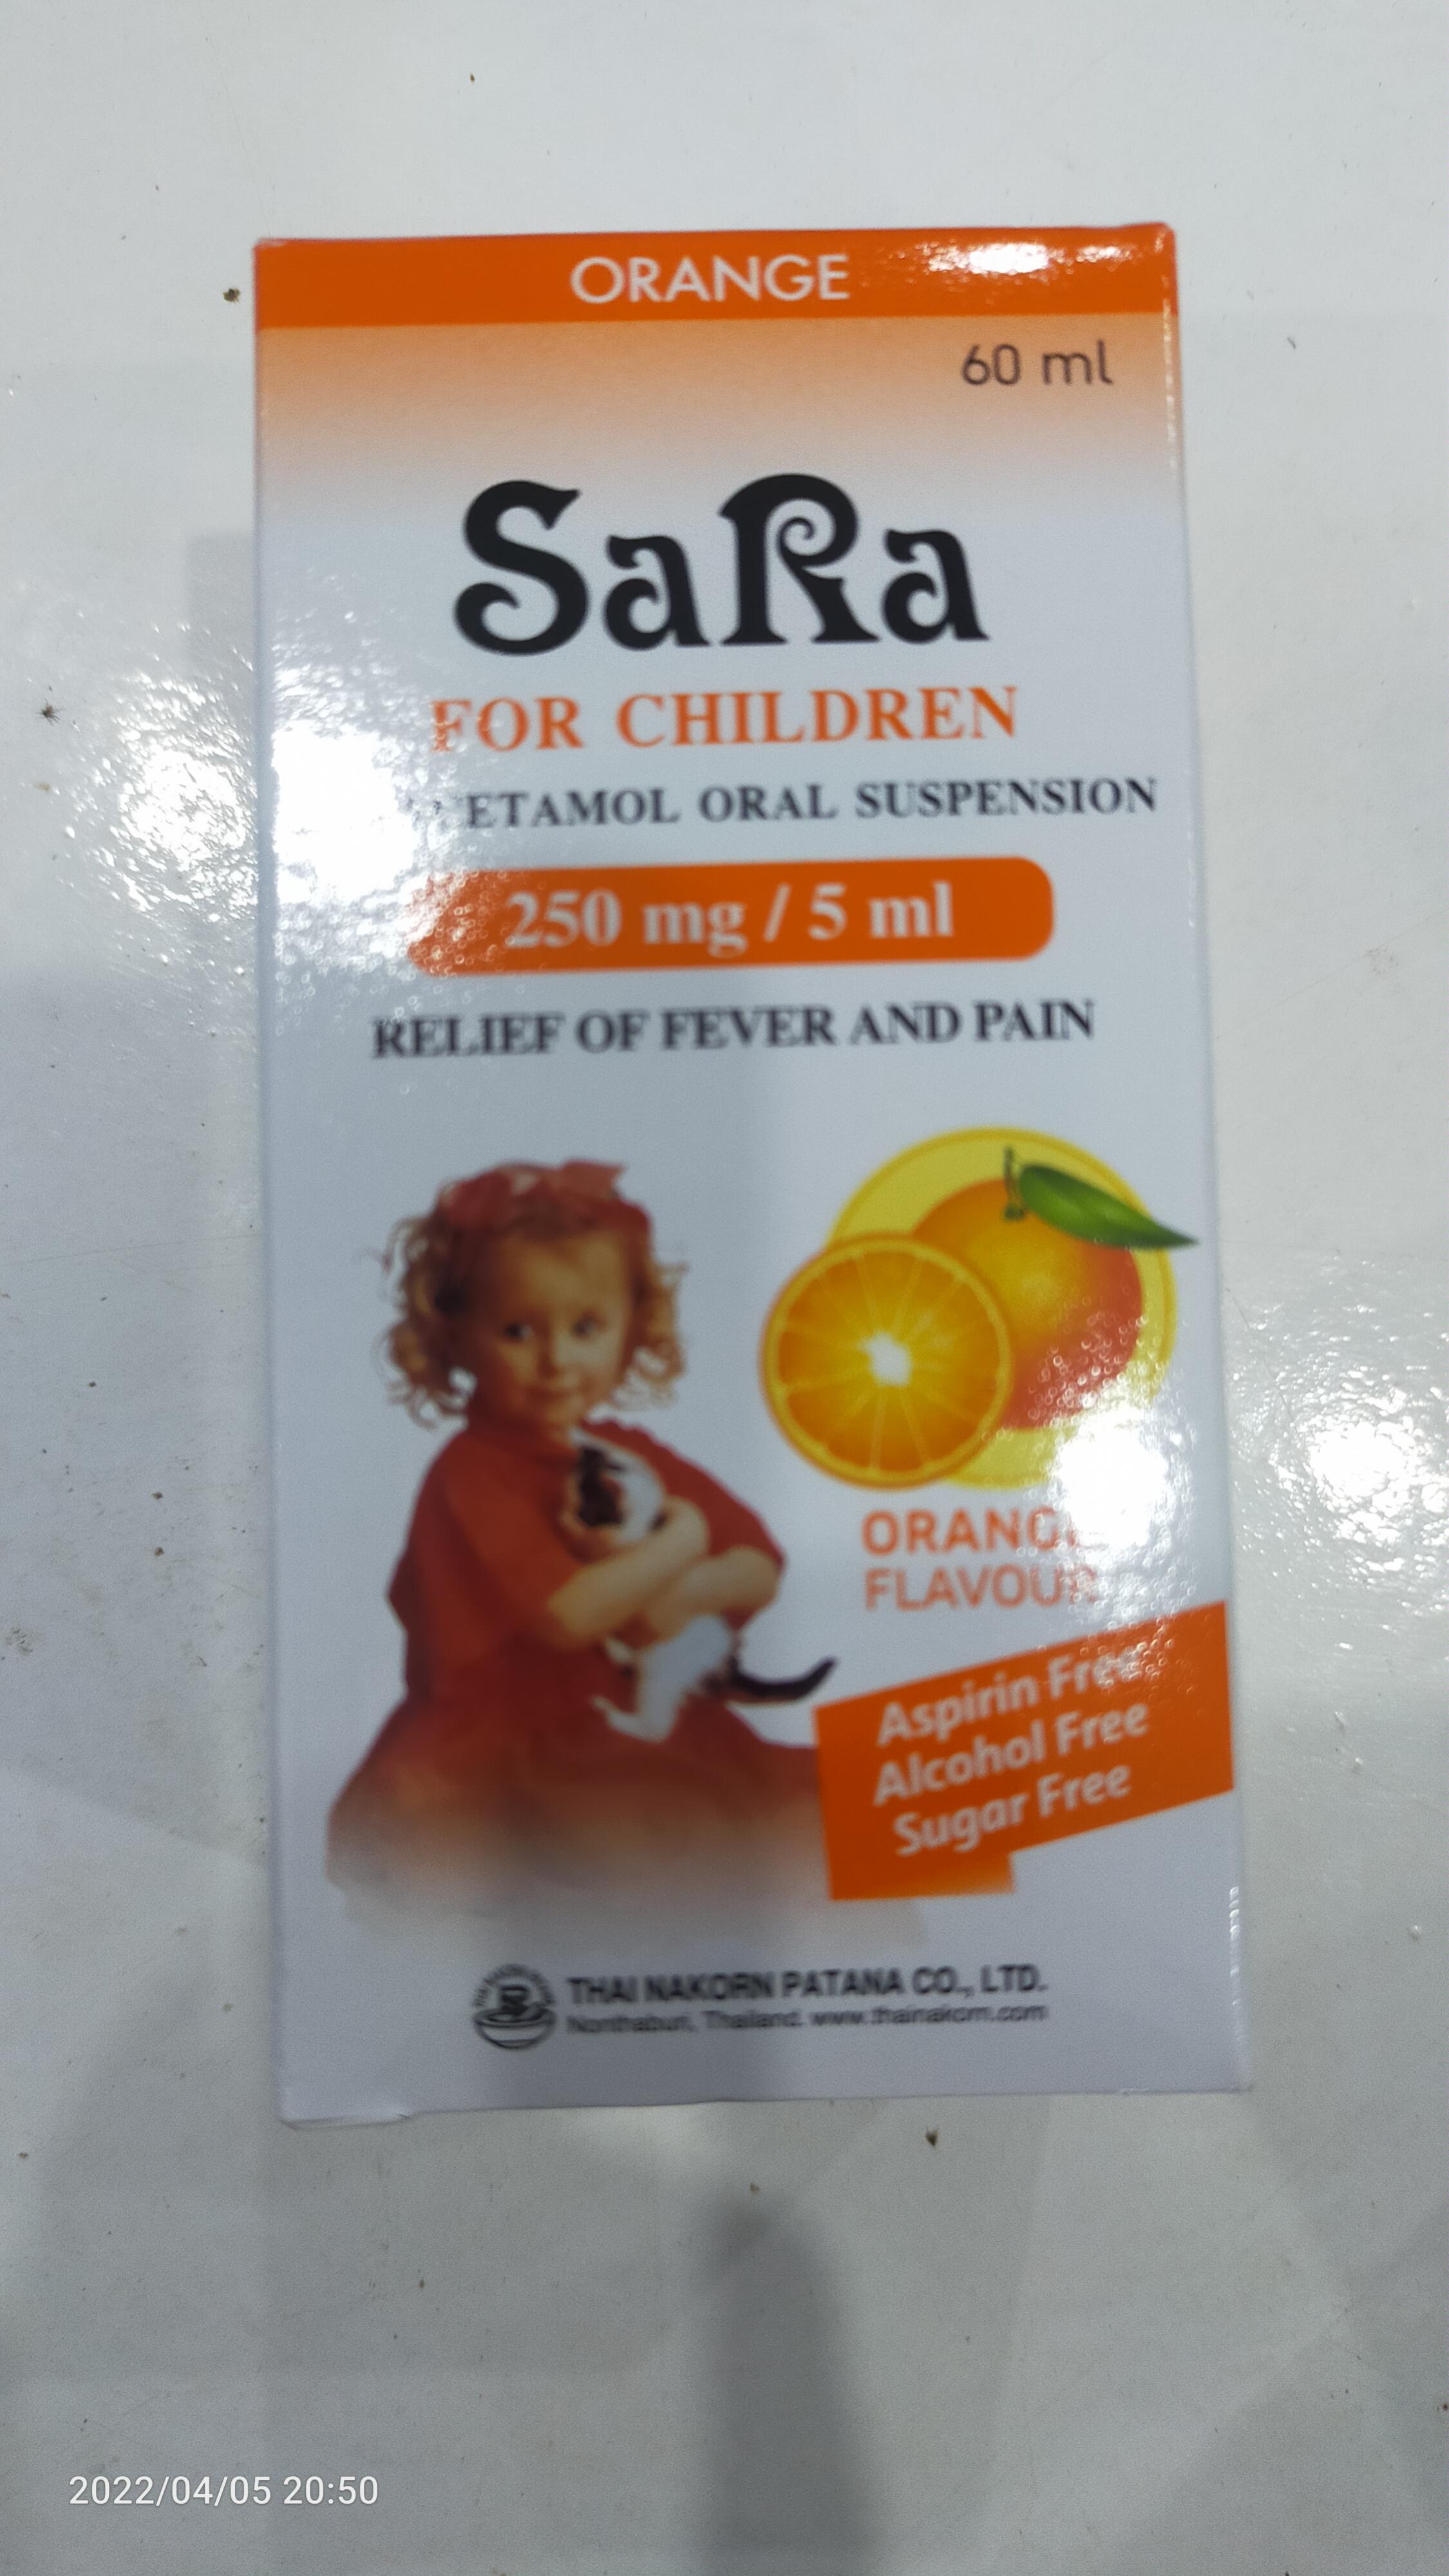 ORANGE
60 ml
SaRa
FOR CHILDREN
ETAMOL ORAL SUSPENSION
250 mg / 5 ml
RELIEF OF FEVER AND PAIN
ORANGE
FLAVOUR
Aspirin Free
Alcohol Free
Sugar Free
THAI NAKORN PATANA CO., LTD.
Nonthaburi, Thailand. www.thainakorn.com
2022/04/05 20:50